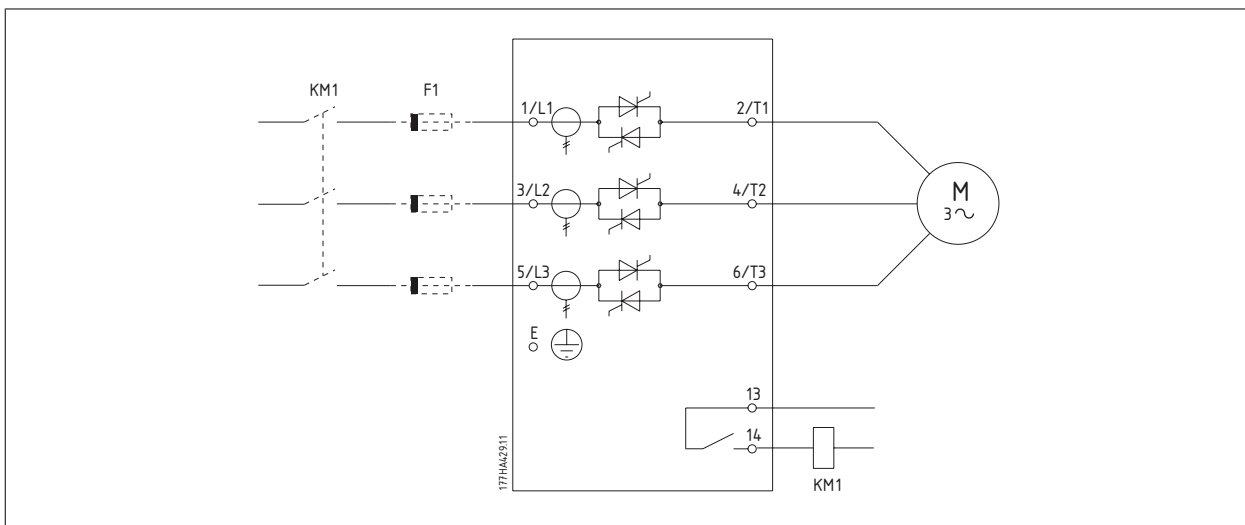 KM1
F1
1/L1
2/T1
3/L2
4/T2
M
3
5/L3
6/T3
E
13
14
KM1
177HA429.11